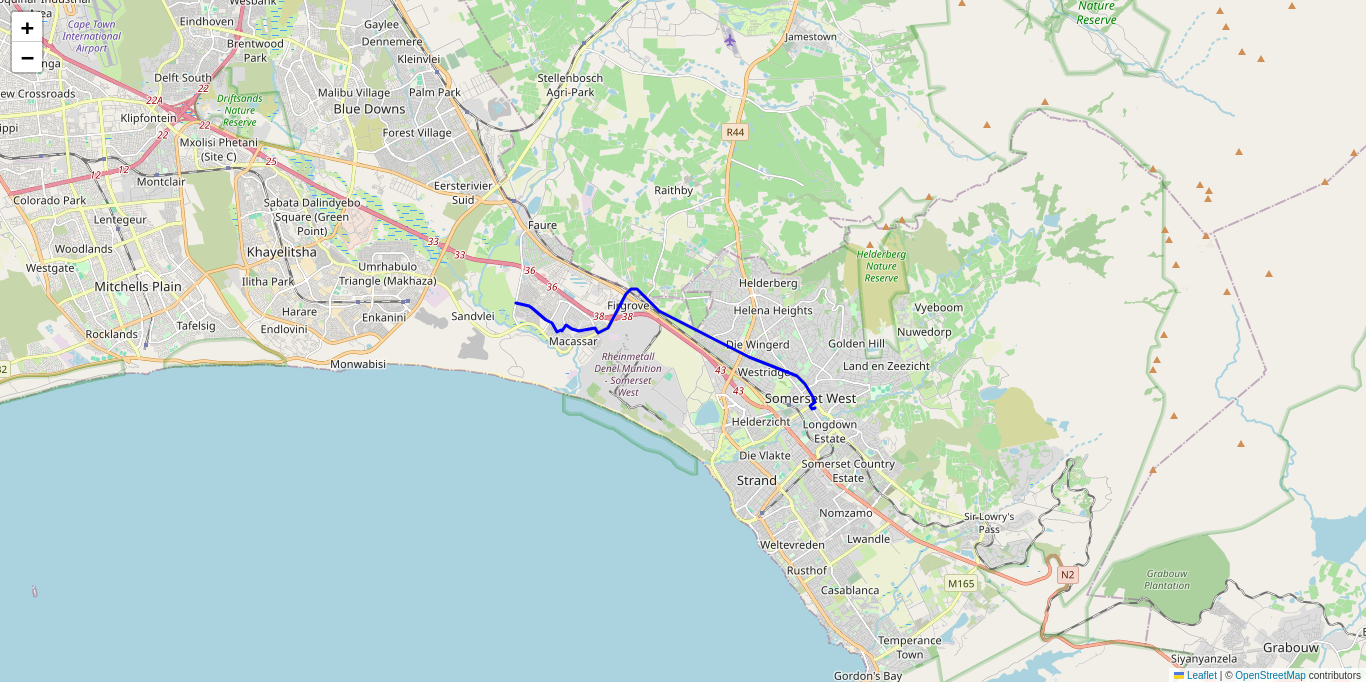 +
−
Cape Town
International
Airport
Eindhoven
Wesbank
Brentwood
Park
Gaylee
Dennemere
Kleinvlei
Nature
Reserve
Jamestown
Delft South
22
Malibu Village
Palm Park
Stellenbosch
Agri-Park
ew Crossroads
22A
Driftsands
Nature
Reserve
Blue Downs
Klipfontein
22
22
Forest Village
R44
Mxolisi Phetani
(Site C)
25
12
12
Montclair
Eersterivier
Suid
Raithby
Colorado Park
Sabata Dalindyebo
Square (Green
Point)
Lentegeur
Faure
33
33
Woodlands
Khayelitsha
Westgate
Umrhabulo
Triangle (Makhaza)
36
36
Helderberg
Nature
Reserve
Mitchells Plain
Ilitha Park
Helderberg
Firgrove
Vyeboom
Harare
Enkanini
Sandvlei
38
38
Helena Heights
Tafelsig
Endlovini
Nuwedorp
Rocklands
Macassar
Die Wingerd
Golden Hill
Monwabisi
Rheinmetall
Denel Munition
- Somerset
West
43
43
Westridge
Land en Zeezicht
Somerset West
Helderzicht
Longdown
Estate
Die Vlakte
Somerset Country
Estate
Strand
Nomzamo
Sir Lowry's
Pass
Lwandle
Weltevreden
Rusthof
N2
M165
Grabouw
Plantation
Casablanca
Temperance
Town
Grabouw
Siyanyanzela
Gordon's Bay
Leaflet | © OpenStreetMap contributors